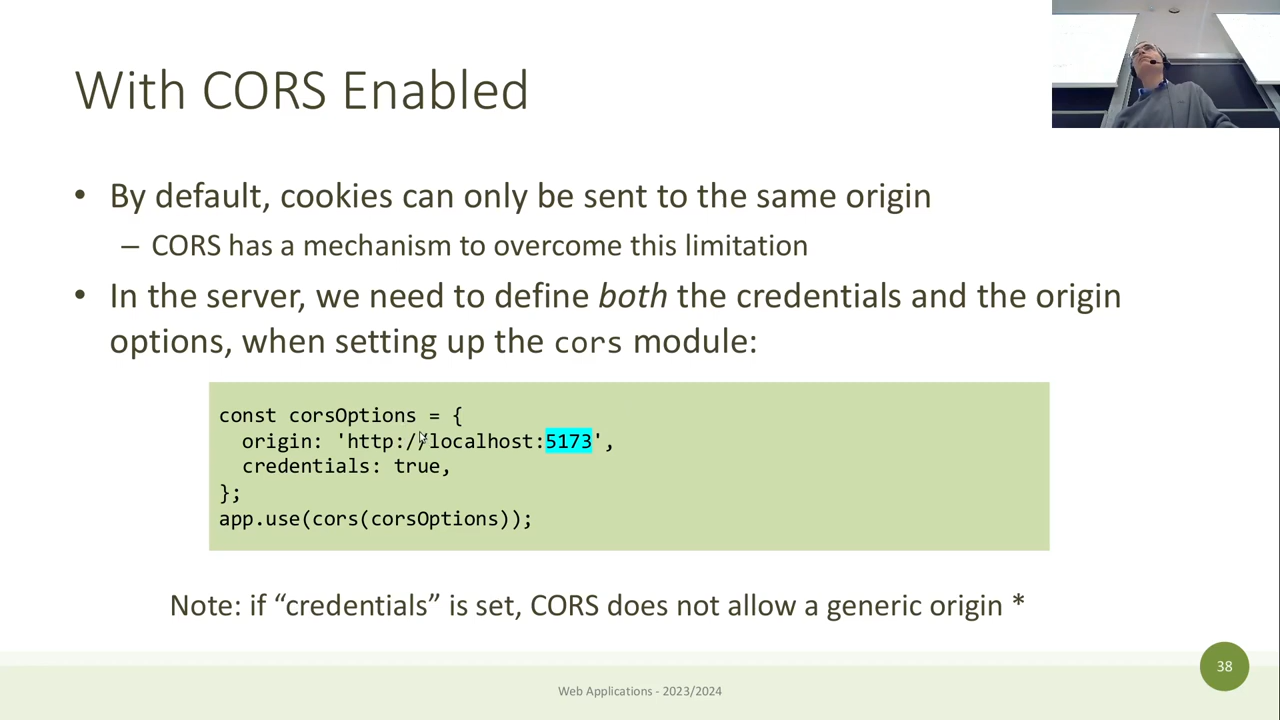 With CORS Enabled
• By default, cookies can only be sent to the same origin
– CORS has a mechanism to overcome this limitation
• In the server, we need to define both the credentials and the origin
options, when setting up the cors module:
const corsOptions = {
origin: 'http://localhost:5173',
credentials: true,
};
app.use(cors(corsOptions));
Note: if “credentials” is set, CORS does not allow a generic origin *
38
Web Applications - 2023/2024